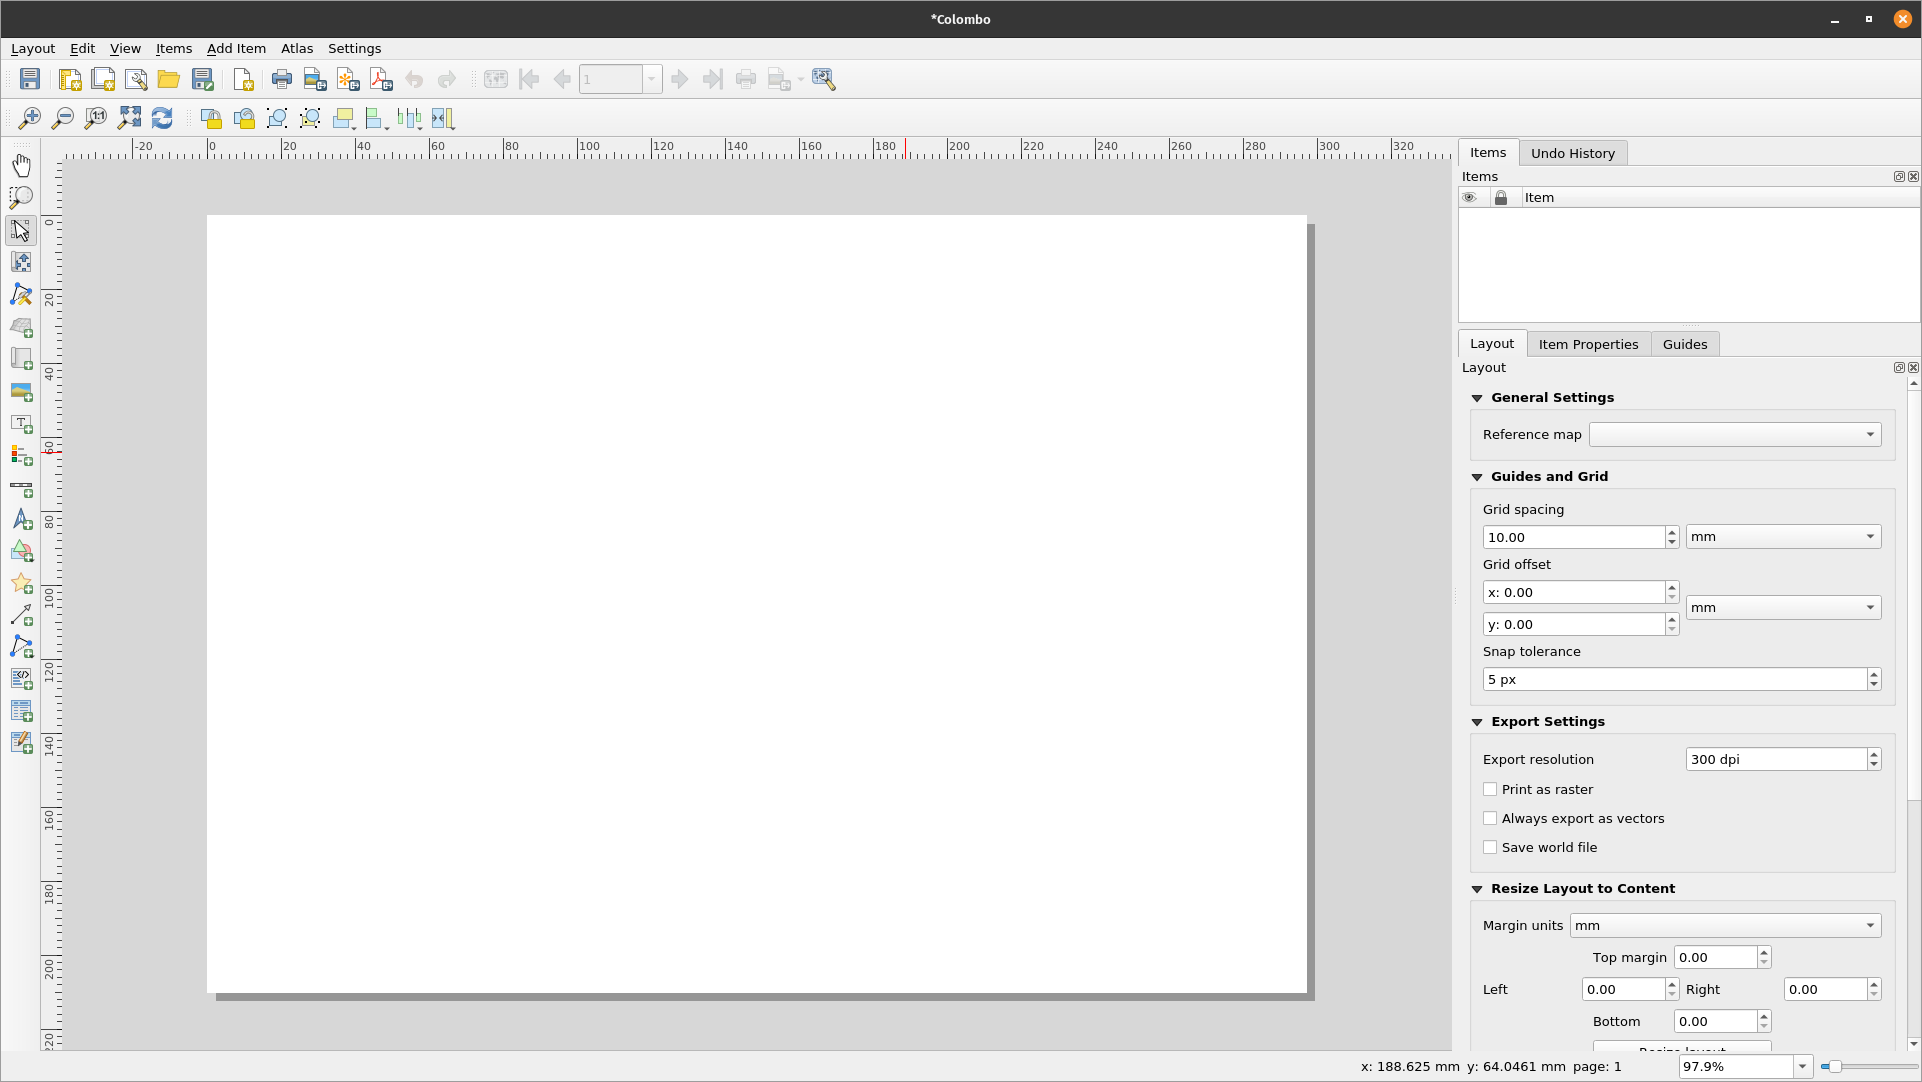 *Colombo
Layout Edit View Items Add Item Atlas Settings
1
1:1
-20 0 20 40 60 80 100 120 140 160 180 200 220 240 260 280 300 320
0
20
40
60
80
100
120
140
160
180
200
220
Items Undo History
Items
Item
Layout Item Properties Guides
Layout
General Settings
Reference map
Guides and Grid
Grid spacing
10.00 mm
Grid offset
x: 0.00
mm
y: 0.00
Snap tolerance
5 px
Export Settings
Export resolution 300 dpi
Print as raster
Always export as vectors
Save world file
Resize Layout to Content
Margin units mm
Top margin 0.00
Left 0.00 Right 0.00
Bottom 0.00
Resize layout
x: 188.625 mm y: 64.0461 mm page: 1 97.9%